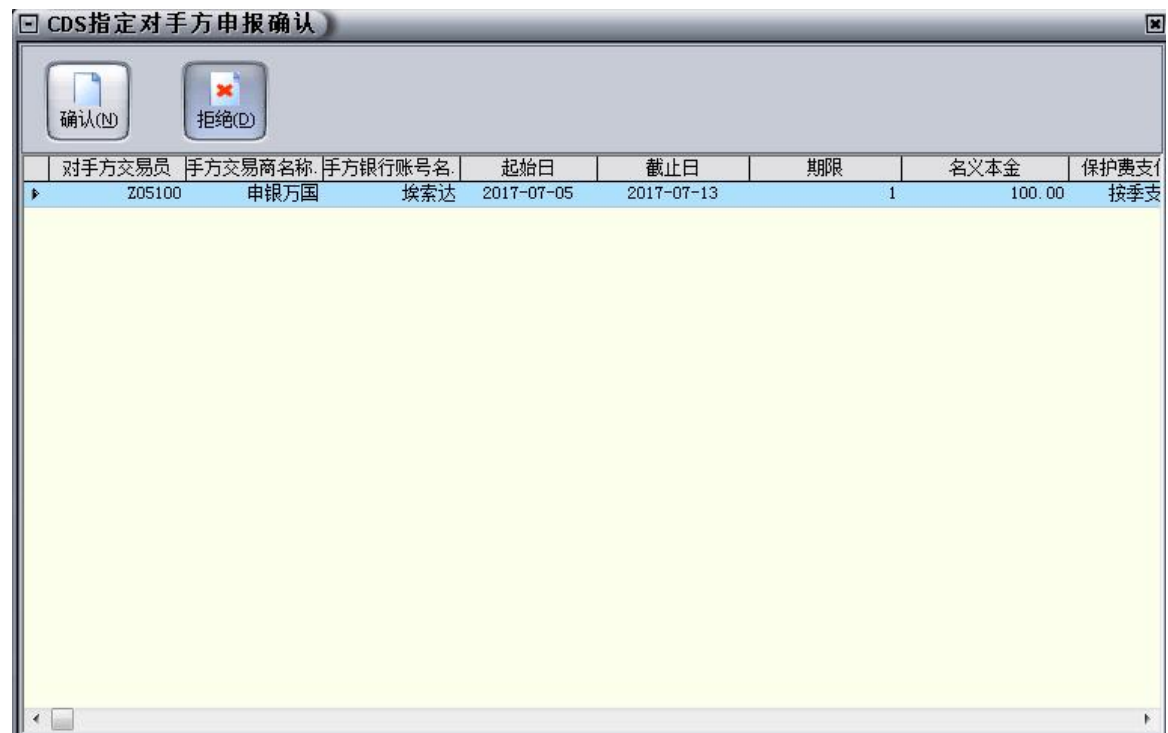 CDS指定对手方申报确认
确认(N) 拒绝(D)
对手方交易员 手方交易商名称. 手方银行账号名. 起始日 截止日 期限 名义本金 保护费支付
Z05100 申银万国 埃索达 2017-07-05 2017-07-13 1 100.00 按季支